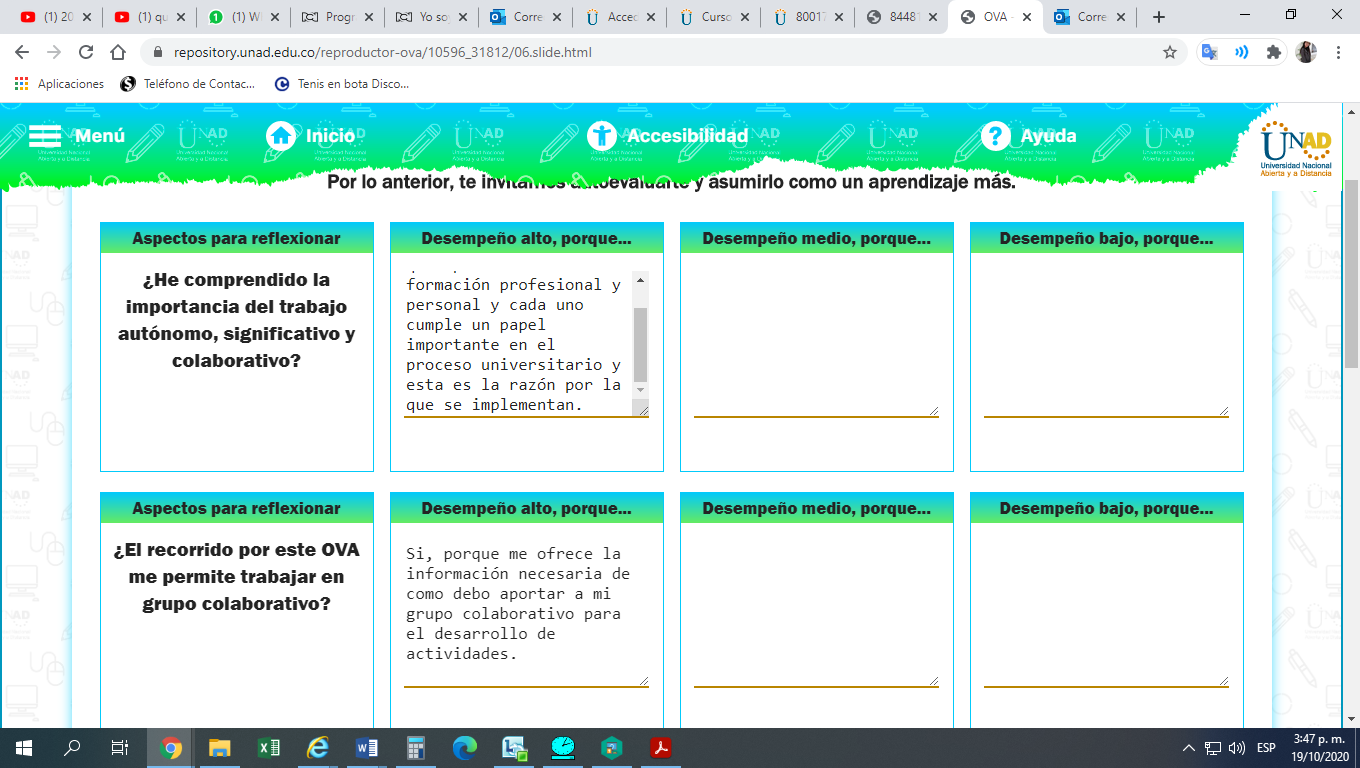 (1) 20
(1) qu
(1) W
Progr
Yo so
Corre
Acce
Curso
80017
8448
OVA -
Corre
repository.unad.edu.co/reproductor-ova/10596_31812/06.slide.html
Aplicaciones
Teléfono de Contac...
Tenis en bota Disco...
Menú
Inicio
Accesibilidad
Ayuda
UNAD
Universidad Nacional
Abierta y a Distancia
Por lo anterior, te invitamos autoevaluarte y asumirlo como un aprendizaje más.
Aspectos para reflexionar
Desempeño alto, porque...
Desempeño medio, porque...
Desempeño bajo, porque...
¿He comprendido la
importancia del trabajo
autónomo, significativo y
colaborativo?
formación profesional y
personal y cada uno
cumple un papel
importante en el
proceso universitario y
esta es la razón por la
que se implementan.
Aspectos para reflexionar
Desempeño alto, porque...
Desempeño medio, porque...
Desempeño bajo, porque...
¿El recorrido por este OVA
me permite trabajar en
grupo colaborativo?
Si, porque me ofrece la
información necesaria de
como debo aportar a mi
grupo colaborativo para
el desarrollo de
actividades.
ESP
3:47 p. m.
19/10/2020